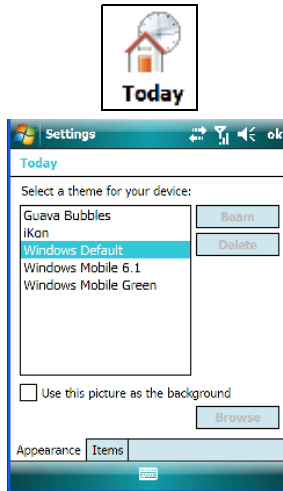 Today
Settings ok
Today
Select a theme for your device:
Guava Bubbles
iKon
Windows Default
Windows Mobile 6.1
Windows Mobile Green
Beam
Delete
Use this picture as the background
Browse
Appearance Items